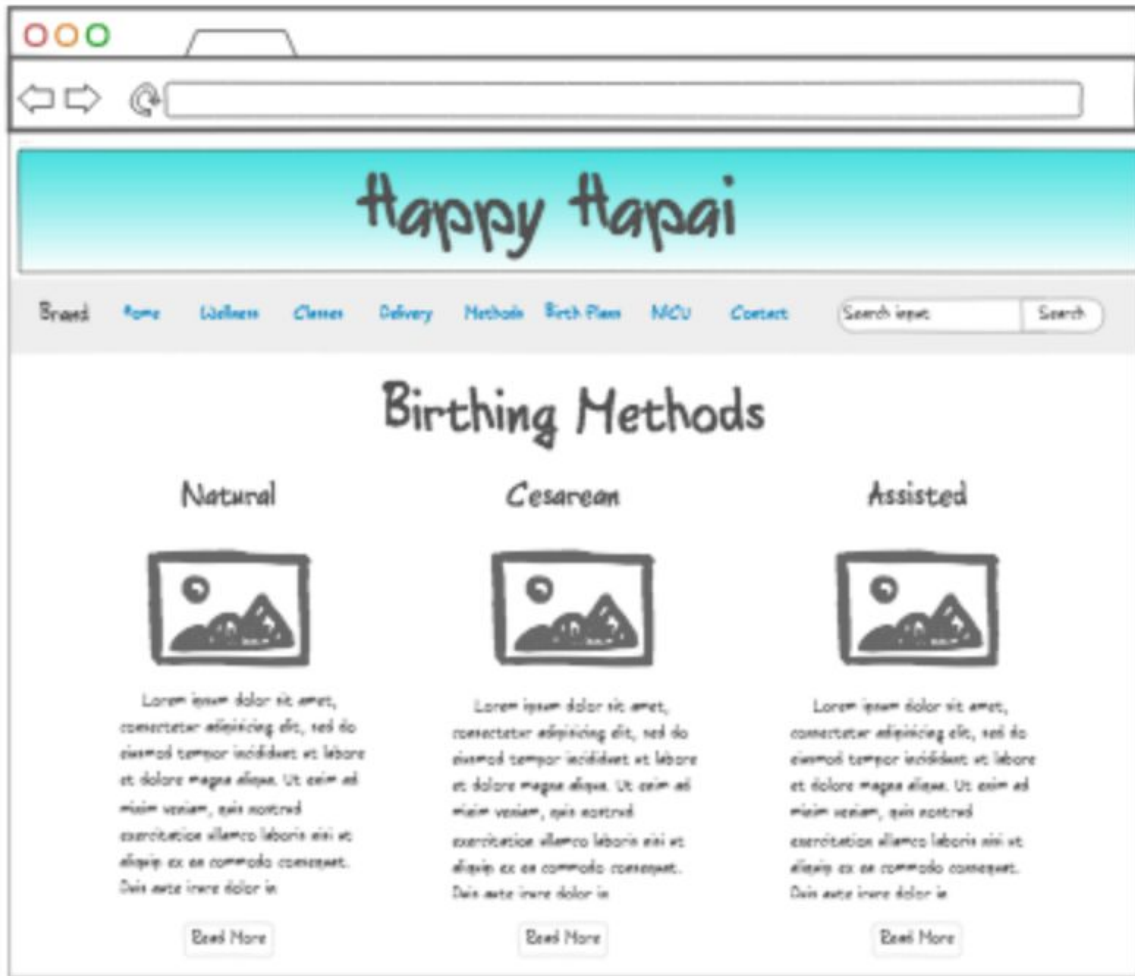 Happy Hapai
Brand Home Wellness Classes Delivery Methods Birth Plans NICU Contact Search input Search
Birthing Methods
Natural Cesarean Assisted
Lorem ipsum dolor sit amet,
consectetur adipisicing elit, sed do
eiusmod tempor incididunt ut labore
et dolore magna aliqua. Ut enim ad
minim veniam, quis nostrud
exercitation ullamco laboris nisi ut
aliquip ex ea commodo consequat.
Duis aute irure dolor in
Read More
Lorem ipsum dolor sit amet,
consectetur adipisicing elit, sed do
eiusmod tempor incididunt ut labore
et dolore magna aliqua. Ut enim ad
minim veniam, quis nostrud
exercitation ullamco laboris nisi ut
aliquip ex ea commodo consequat.
Duis aute irure dolor in
Read More
Lorem ipsum dolor sit amet,
consectetur adipisicing elit, sed do
eiusmod tempor incididunt ut labore
et dolore magna aliqua. Ut enim ad
minim veniam, quis nostrud
exercitation ullamco laboris nisi ut
aliquip ex ea commodo consequat.
Duis aute irure dolor in
Read More